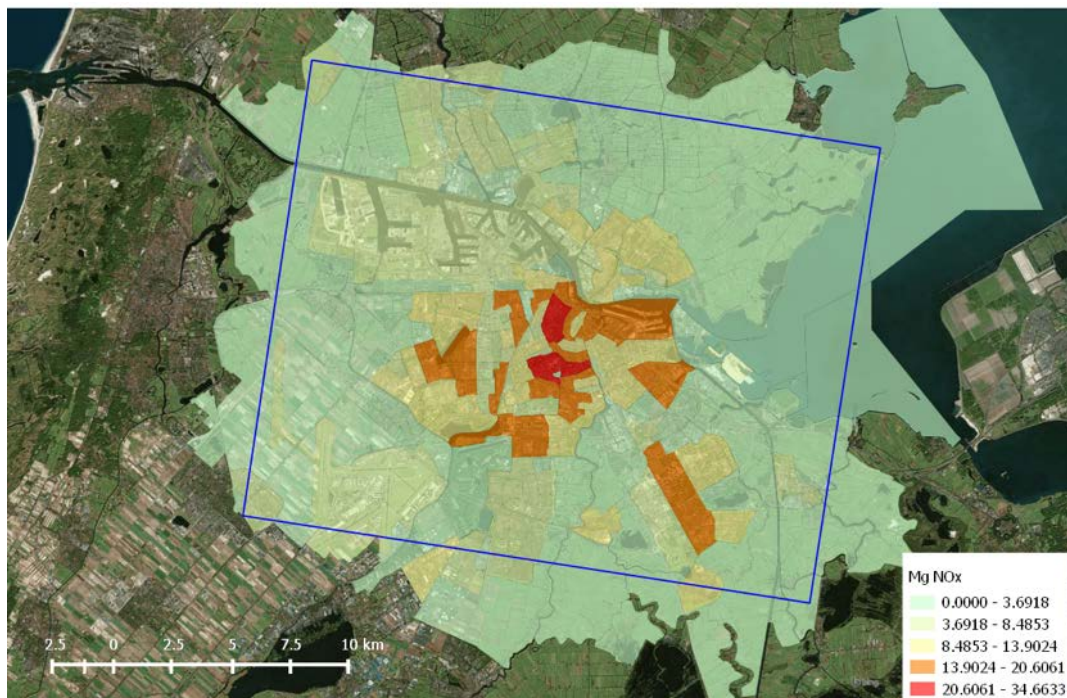 2.5 0 2.5 5 7.5 10 km
Mg NOx
0.0000 - 3.6918
3.6918 - 8.4853
8.4853 - 13.9024
13.9024 - 20.6061
20.6061 - 34.6633